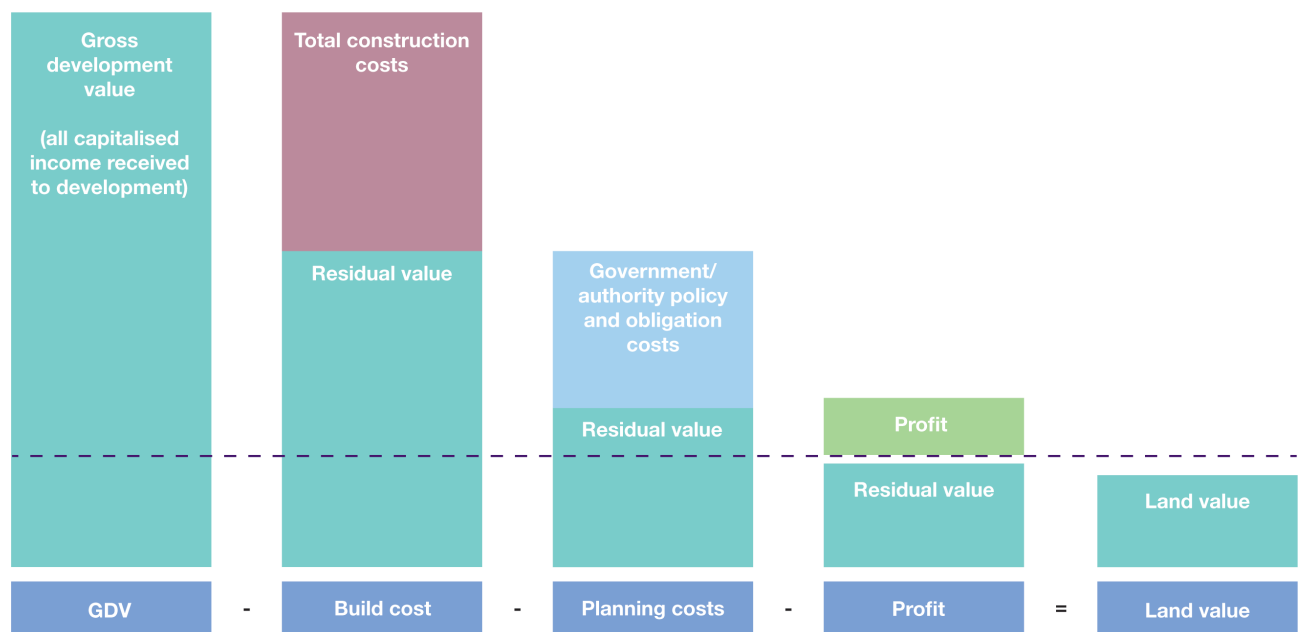 Gross
development
value
(all capitalised
income received
to development)
Total construction
costs
Residual value
Government/
authority policy
and obligation
costs
Residual value
Profit
Residual value
Land value
GDV - Build cost - Planning costs - Profit = Land value